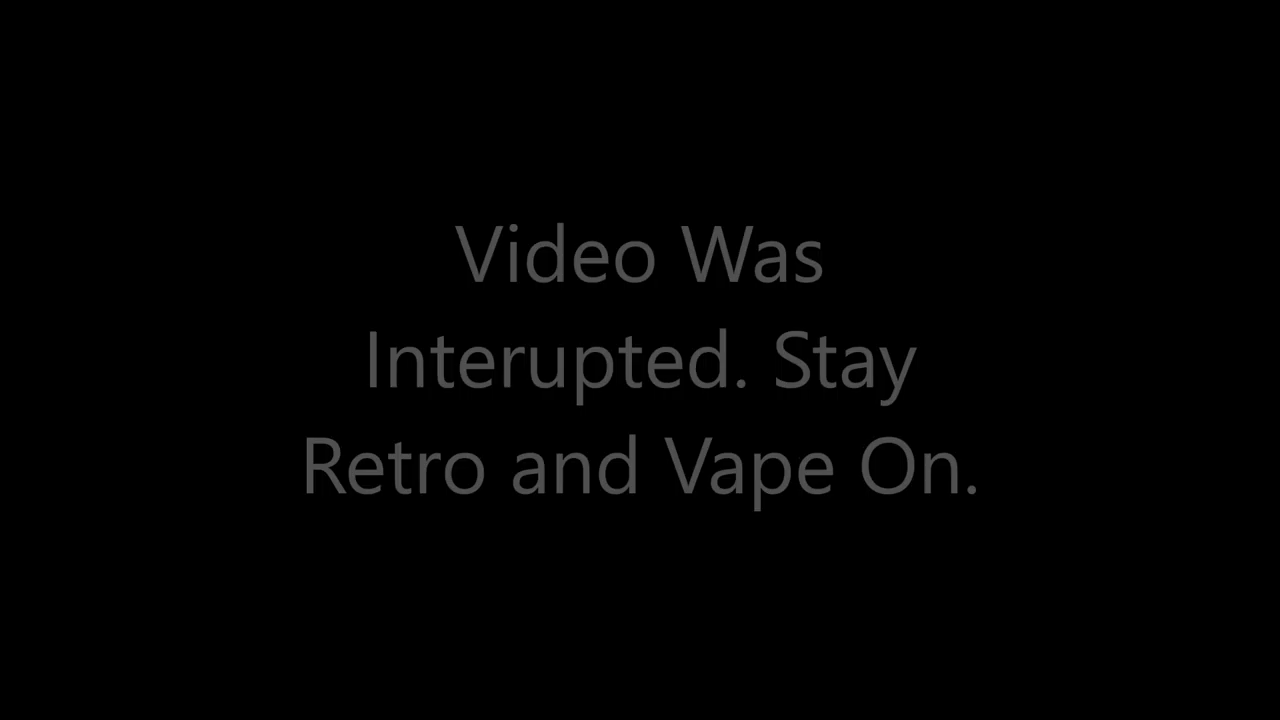 Video Was
Interupted. Stay
Retro and Vape On.